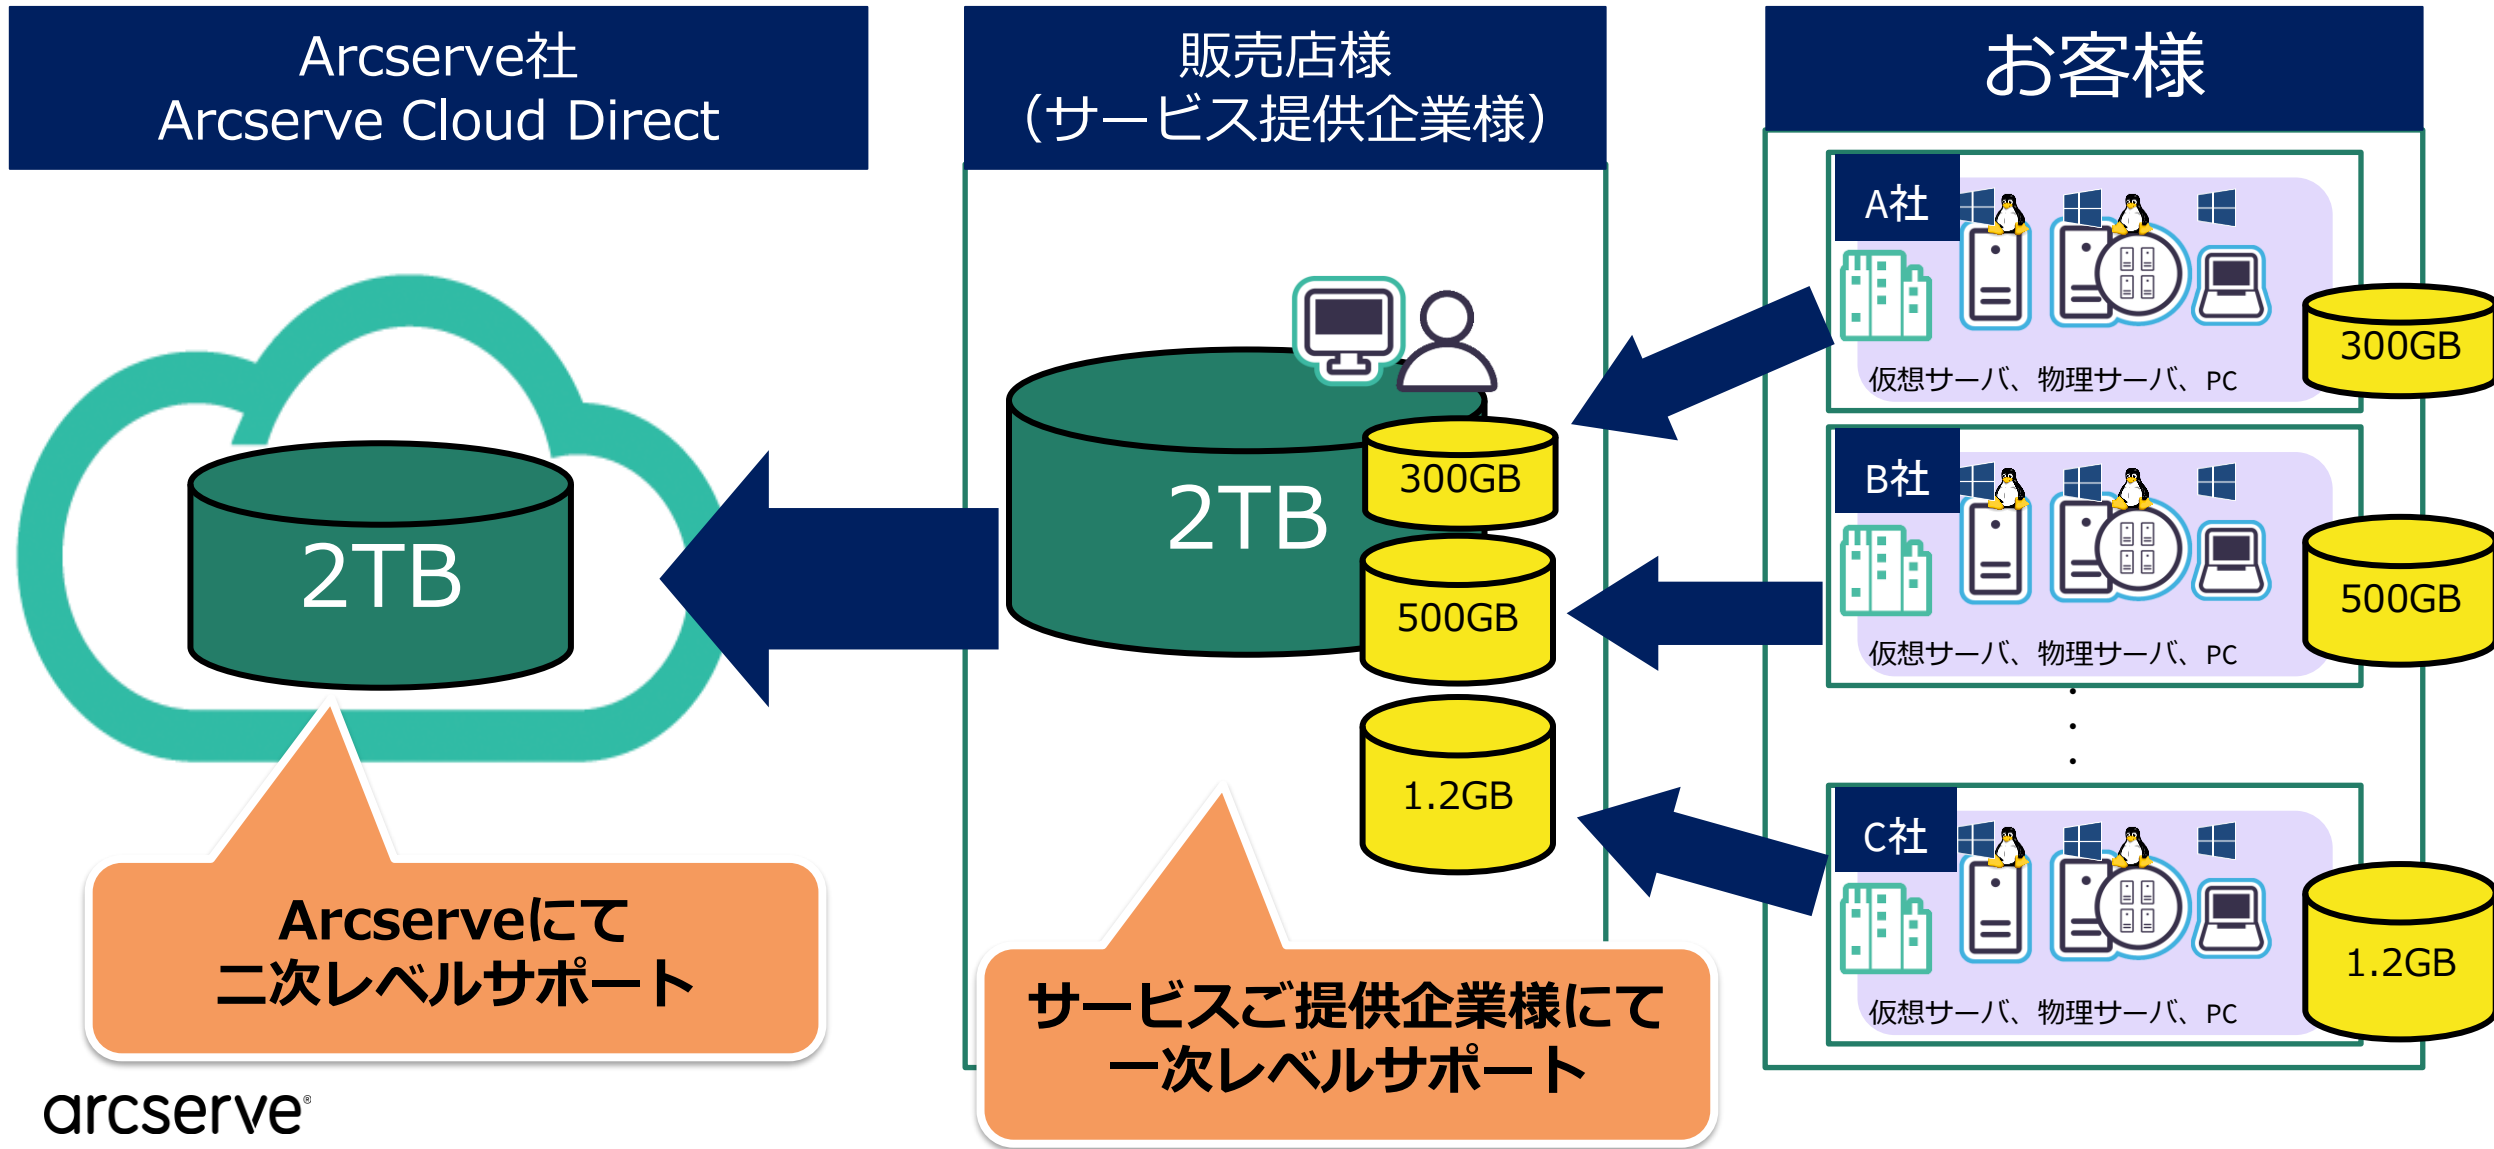 Arcserve社
Arcserve Cloud Direct
2TB
Arcserveにて
二次レベルサポート
arcserve®
販売店様
（サービス提供企業様）
2TB
300GB
500GB
1.2GB
サービスご提供企業様にて
一次レベルサポート
お客様
A社
仮想サーバ、物理サーバ、PC
300GB
B社
仮想サーバ、物理サーバ、PC
500GB
・
・
・
C社
仮想サーバ、物理サーバ、PC
1.2GB